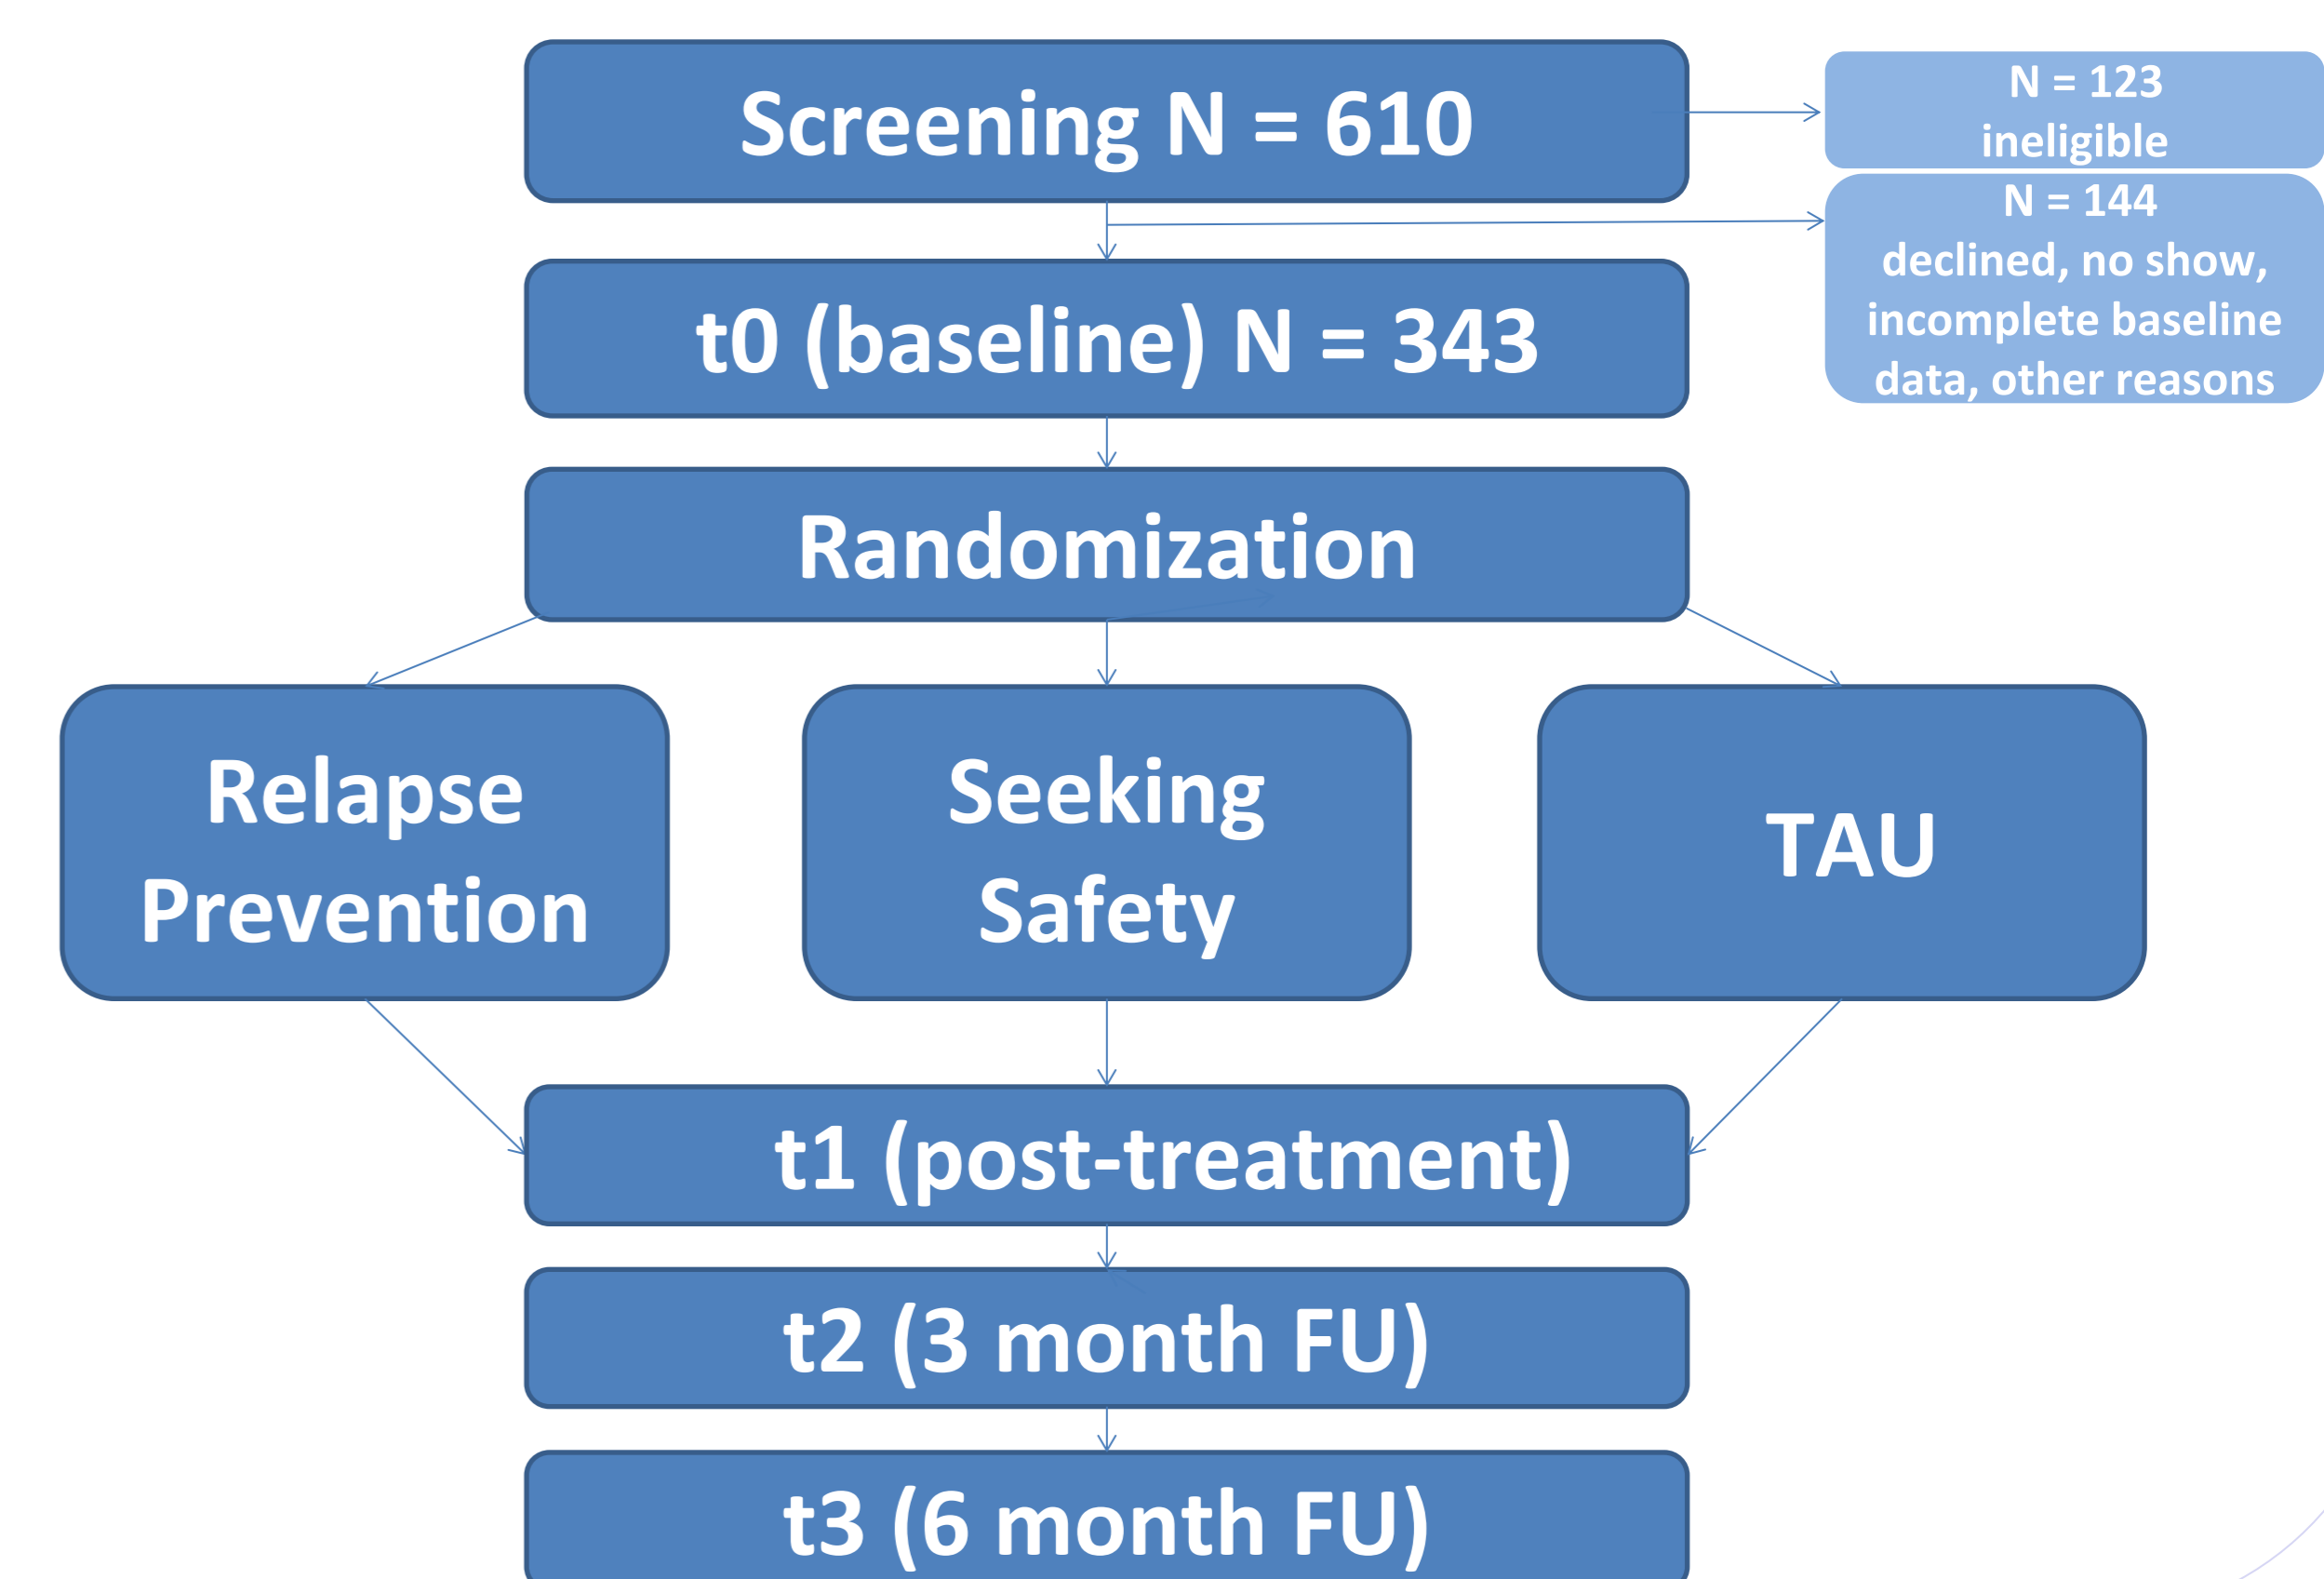 Screening N = 610
N = 123
ineligible
N = 144
declined, no show,
incomplete baseline
data, other reasons
t0 (baseline) N = 343
Randomization
Relapse
Prevention
Seeking
Safety
TAU
t1 (post-treatment)
t2 (3 month FU)
t3 (6 month FU)